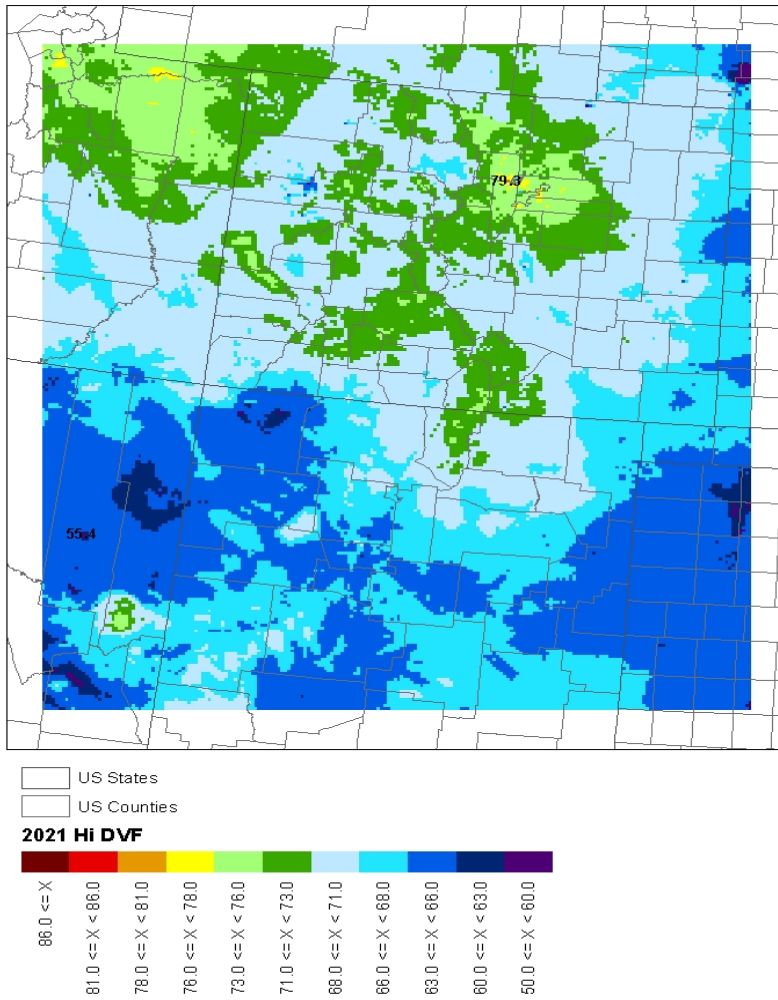 79.3
55.4
US States
US Counties
2021 Hi DVF
86.0 <= X
81.0 <= X < 86.0
78.0 <= X < 81.0
76.0 <= X < 78.0
73.0 <= X < 76.0
71.0 <= X < 73.0
68.0 <= X < 71.0
66.0 <= X < 68.0
63.0 <= X < 66.0
60.0 <= X < 63.0
50.0 <= X < 60.0